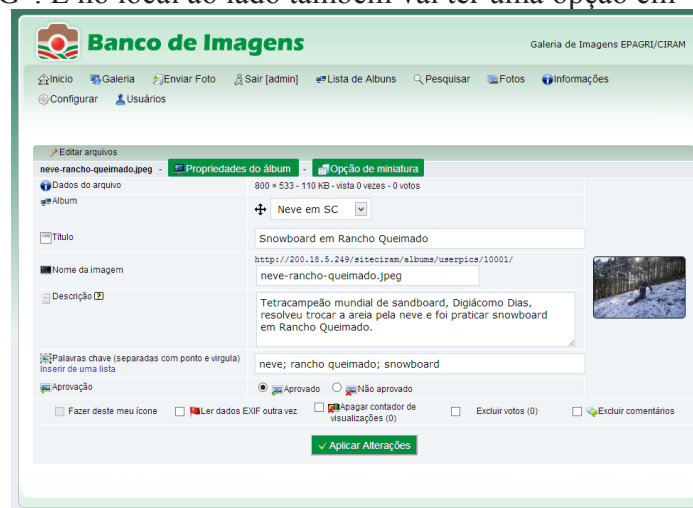 G”. E no local ao lado também vai ter uma opção em
Banco de Imagens
Galeria de Imagens EPAGRI/CIRAM
Inicio Galeria Enviar Foto Sair [admin] Lista de Albuns Pesquisar Fotos Informações
Configurar Usuários
Editar arquivos
neve-rancho-queimado.jpeg - Propriedades do álbum - Opção de miniatura
Dados do arquivo 800 × 533 - 110 KB - vista 0 vezes - 0 votos
Album Neve em SC
Título Snowboard em Rancho Queimado
http://200.18.5.249/siteciram/albums/userpics/10001/
Nome da imagem neve-rancho-queimado.jpeg
Descrição ? Tetracampeão mundial de sandboard, Digiácomo Dias,
resolveu trocar a areia pela neve e foi praticar snowboard
em Rancho Queimado.
Palavras chave (separadas com ponto e virgula)
Inserir de uma lista neve; rancho queimado; snowboard
Aprovação Aprovado Não aprovado
Fazer deste meu ícone Ler dados EXIF outra vez Apagar contador de
visualizações (0) Excluir votos (0) Excluir comentários
Aplicar Alterações